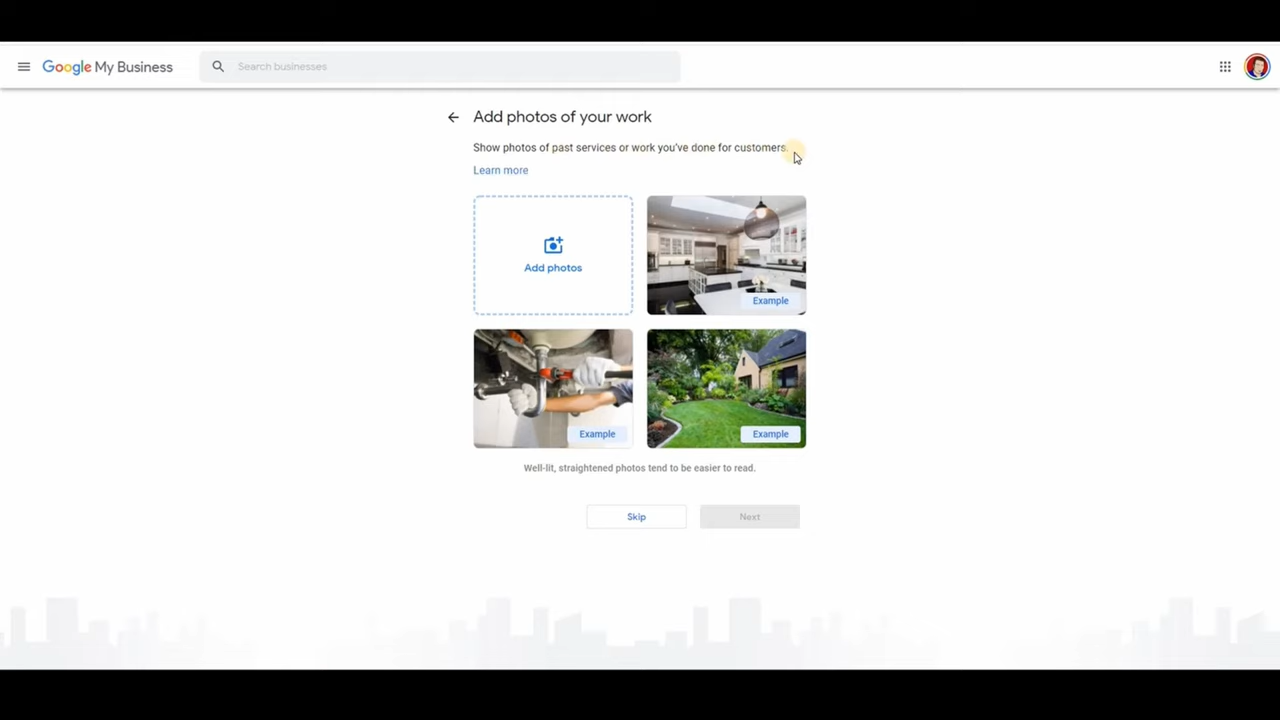 Google My Business
Search businesses
Add photos of your work
Show photos of past services or work you've done for customers.
Learn more
Add photos
Example
Example
Example
Well-lit, straightened photos tend to be easier to read.
Skip
Next